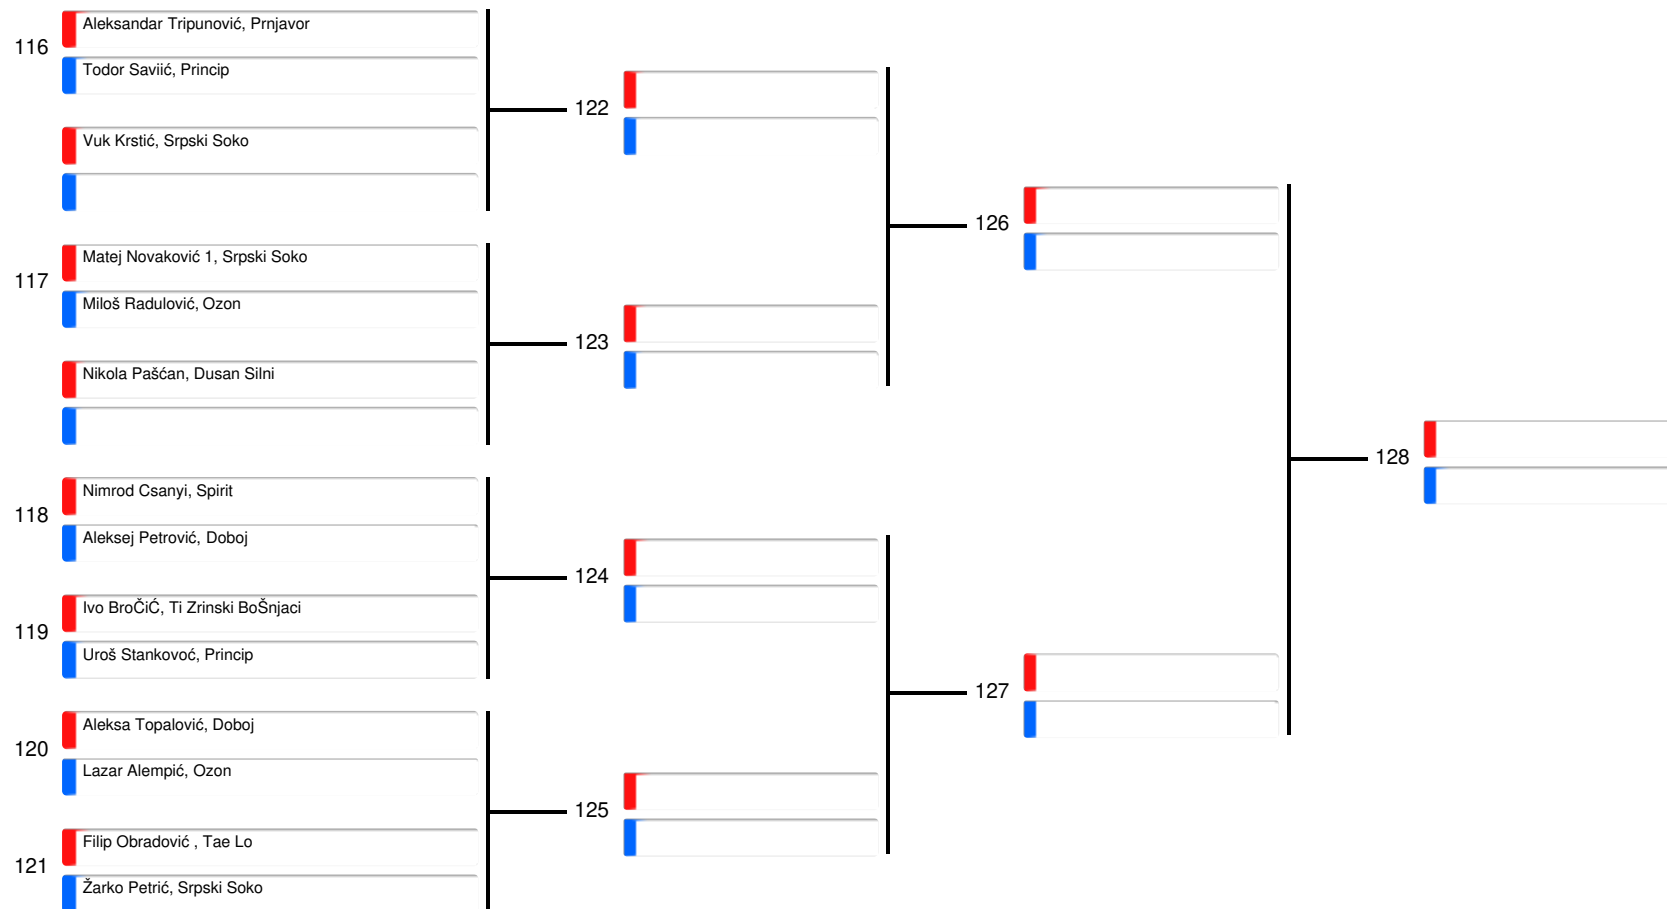 116
Aleksandar Tripunović, Prnjavor
Todor Saviić, Princip
Vuk Krstić, Srpski Soko
117
Matej Novaković 1, Srpski Soko
Miloš Radulović, Ozon
Nikola Pašćan, Dusan Silni
118
Nimrod Csanyi, Spirit
Aleksej Petrović, Doboj
119
Ivo BroČiĆ, Ti Zrinski BoŠnjaci
Uroš Stankovoć, Princip
120
Aleksa Topalović, Doboj
Lazar Alempić, Ozon
121
Filip Obradović , Tae Lo
Žarko Petrić, Srpski Soko
122
123
124
125
126
127
128